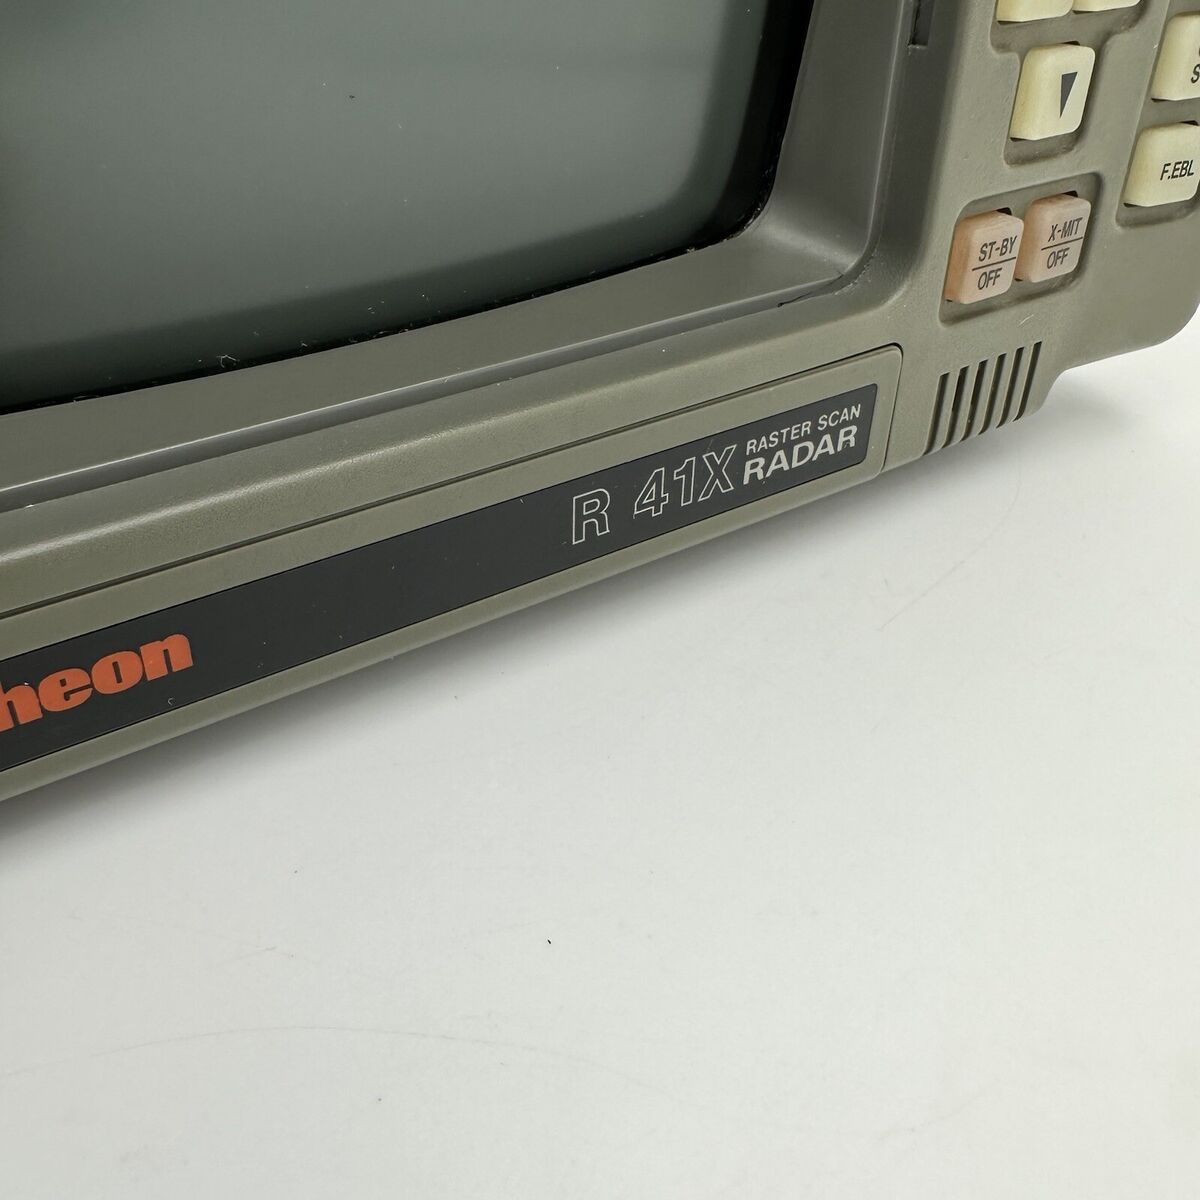 F.EBL
ST-BY
OFF
X-MIT
OFF
R 41X RASTER SCAN
RADAR
heon